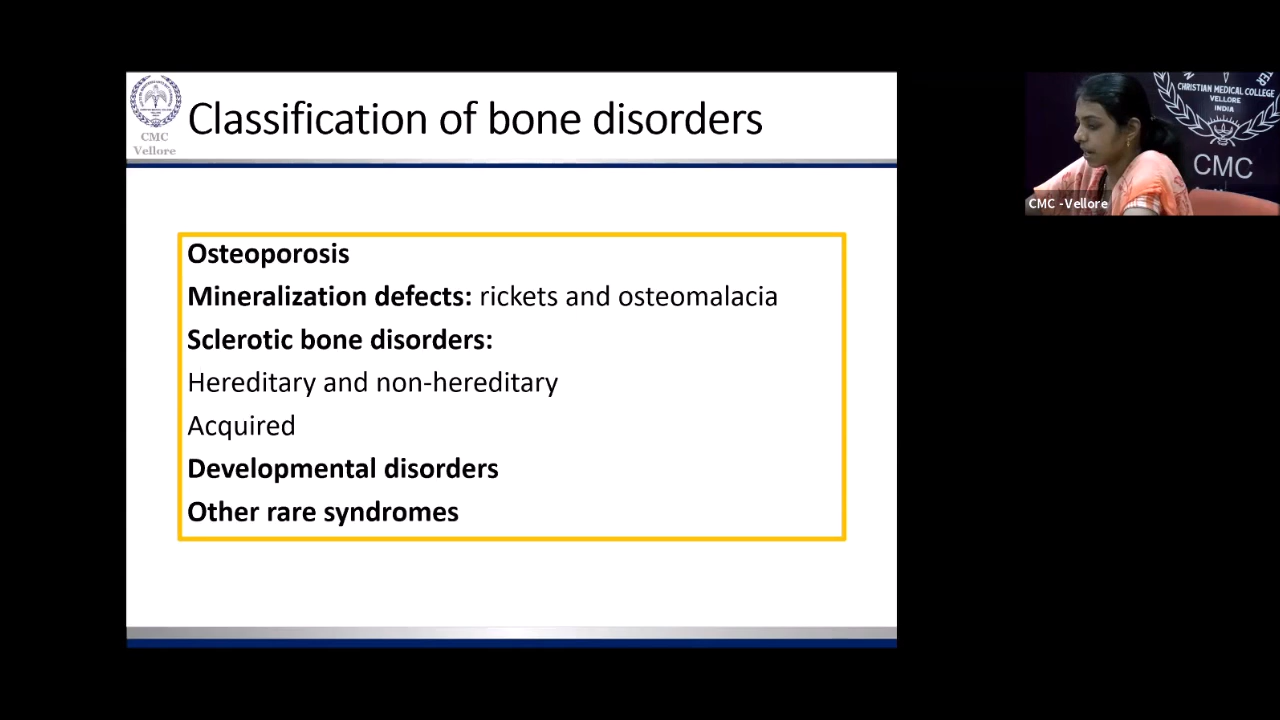 CMC
Vellore
Classification of bone disorders
Osteoporosis
Mineralization defects: rickets and osteomalacia
Sclerotic bone disorders:
Hereditary and non-hereditary
Acquired
Developmental disorders
Other rare syndromes
CHRISTIAN MEDICAL COLLEGE
VELLORE
INDIA
CMC
CMC -Vellore